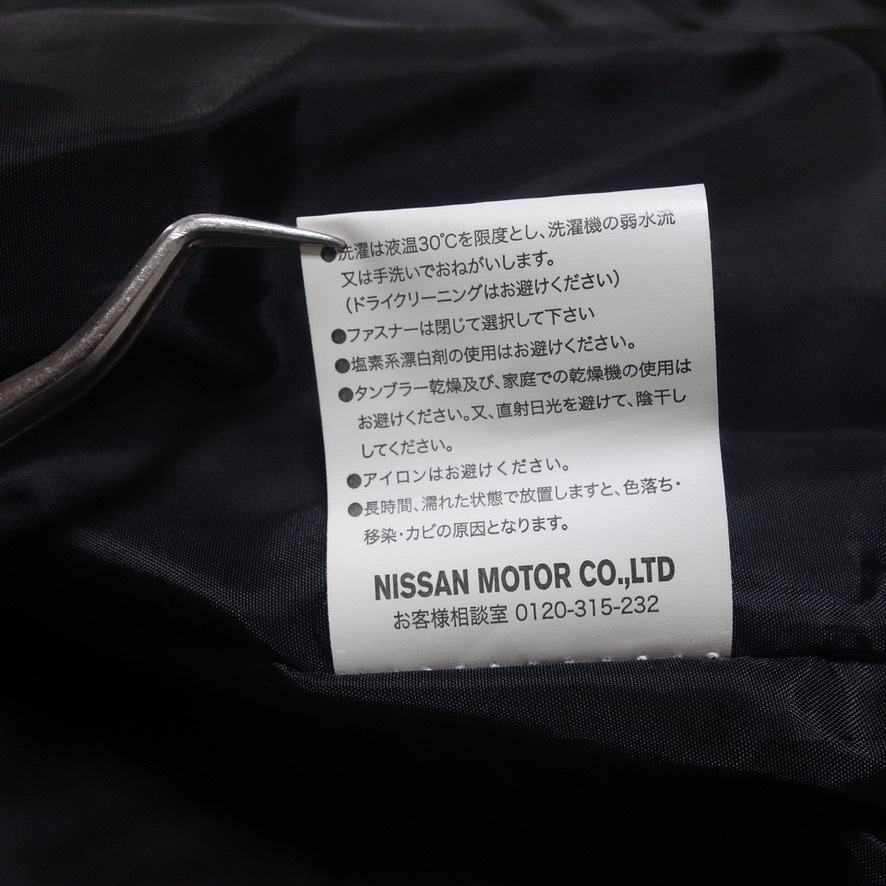 ●洗濯は液温30℃を限度とし、洗濯機の弱水流
又は手洗いでおねがいします。
(ドライクリーニングはお避けください)
●ファスナーは閉じて選択して下さい
●塩素系漂白剤の使用はお避けください。
●タンブラー乾燥及び、家庭での乾燥機の使用は
お避けください。又、直射日光を避けて、陰干し
してください。
●アイロンはお避けください。
●長時間、濡れた状態で放置しますと、色落ち・
移染・カビの原因となります。
NISSAN MOTOR CO.,LTD
お客様相談室 0120-315-232